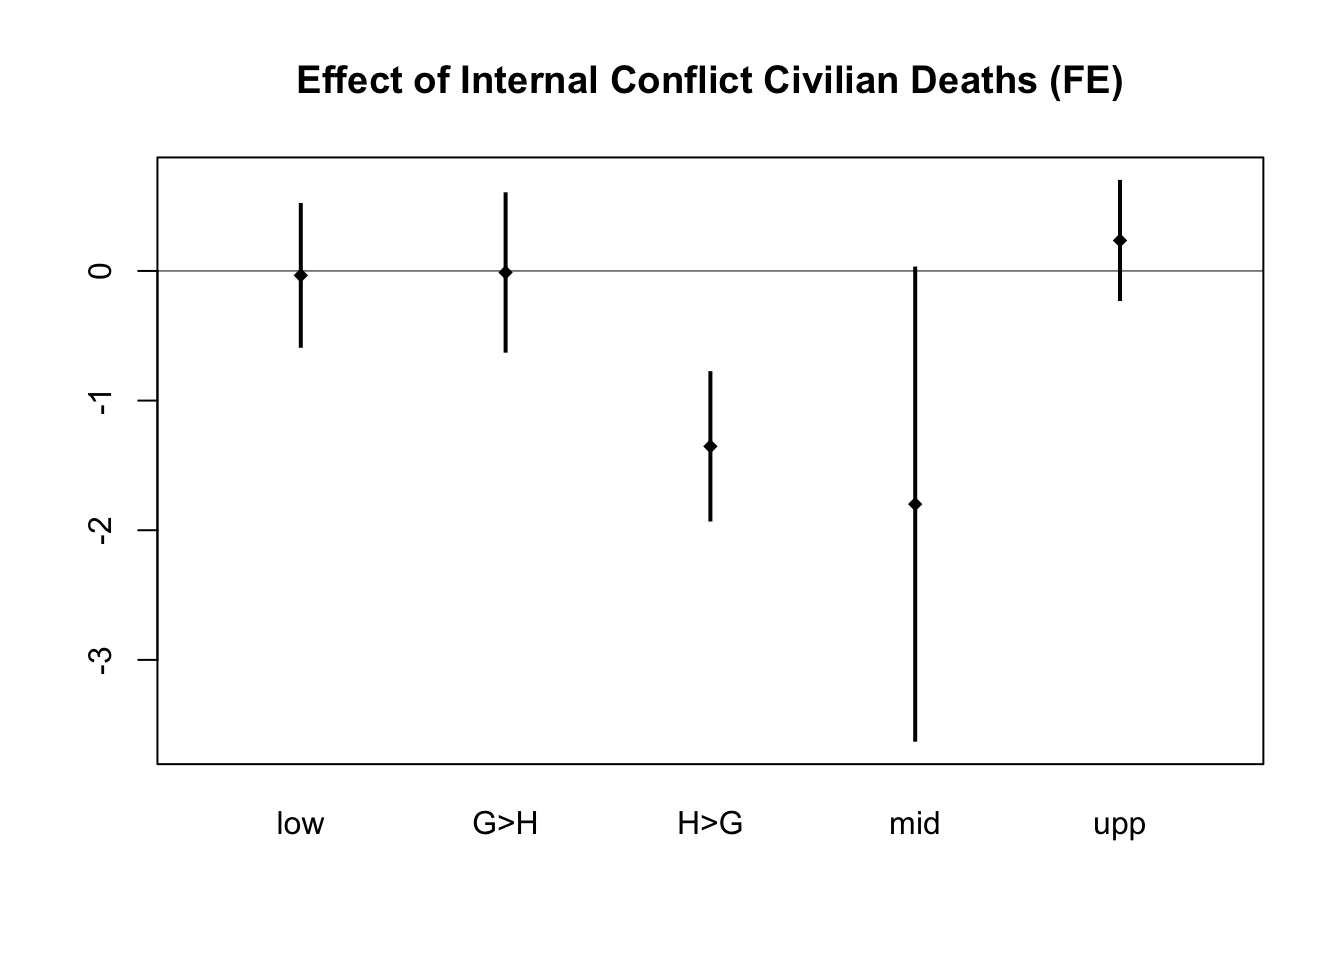 Effect of Internal Conflict Civilian Deaths (FE)
0
-1
-2
-3
low G>H H>G mid upp